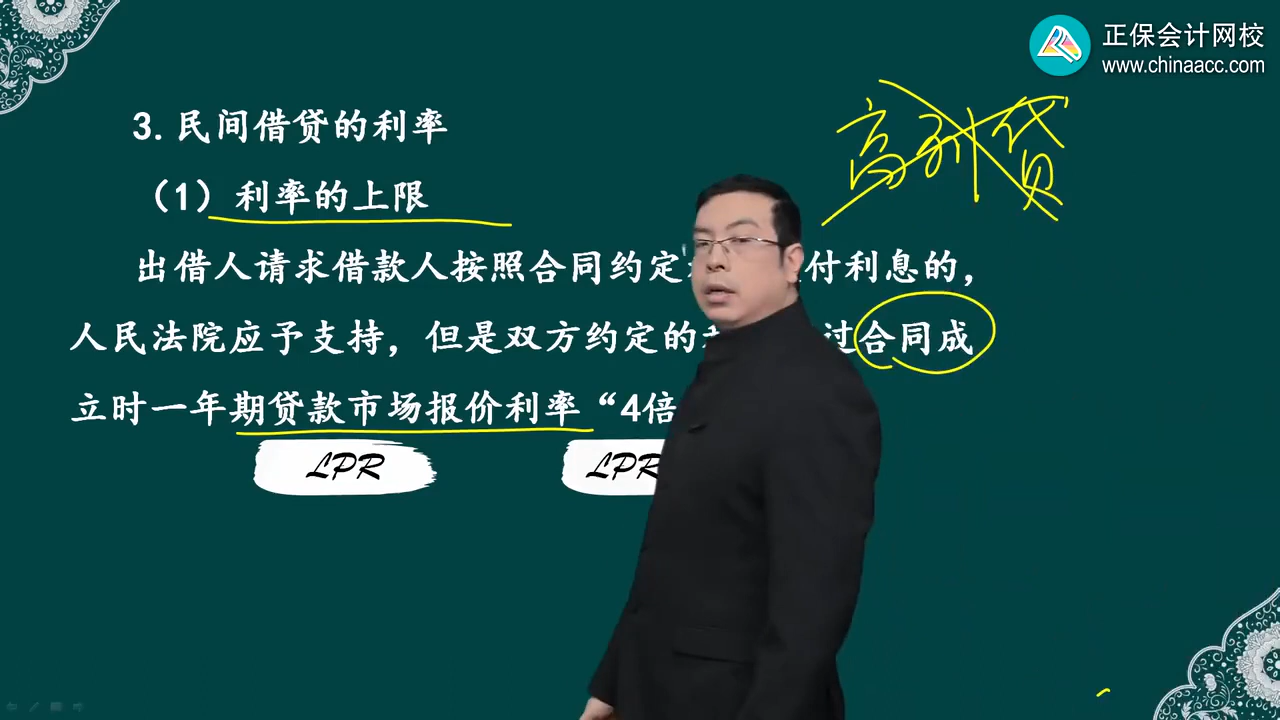 正保会计网校
www.chinaacc.com
3.民间借贷的利率
高利贷
（1）利率的上限
出借人请求借款人按照合同约定 付利息的，
人民法院应予支持，但是双方约定的 过合同成
立时一年期贷款市场报价利率“4倍
LPR LPR